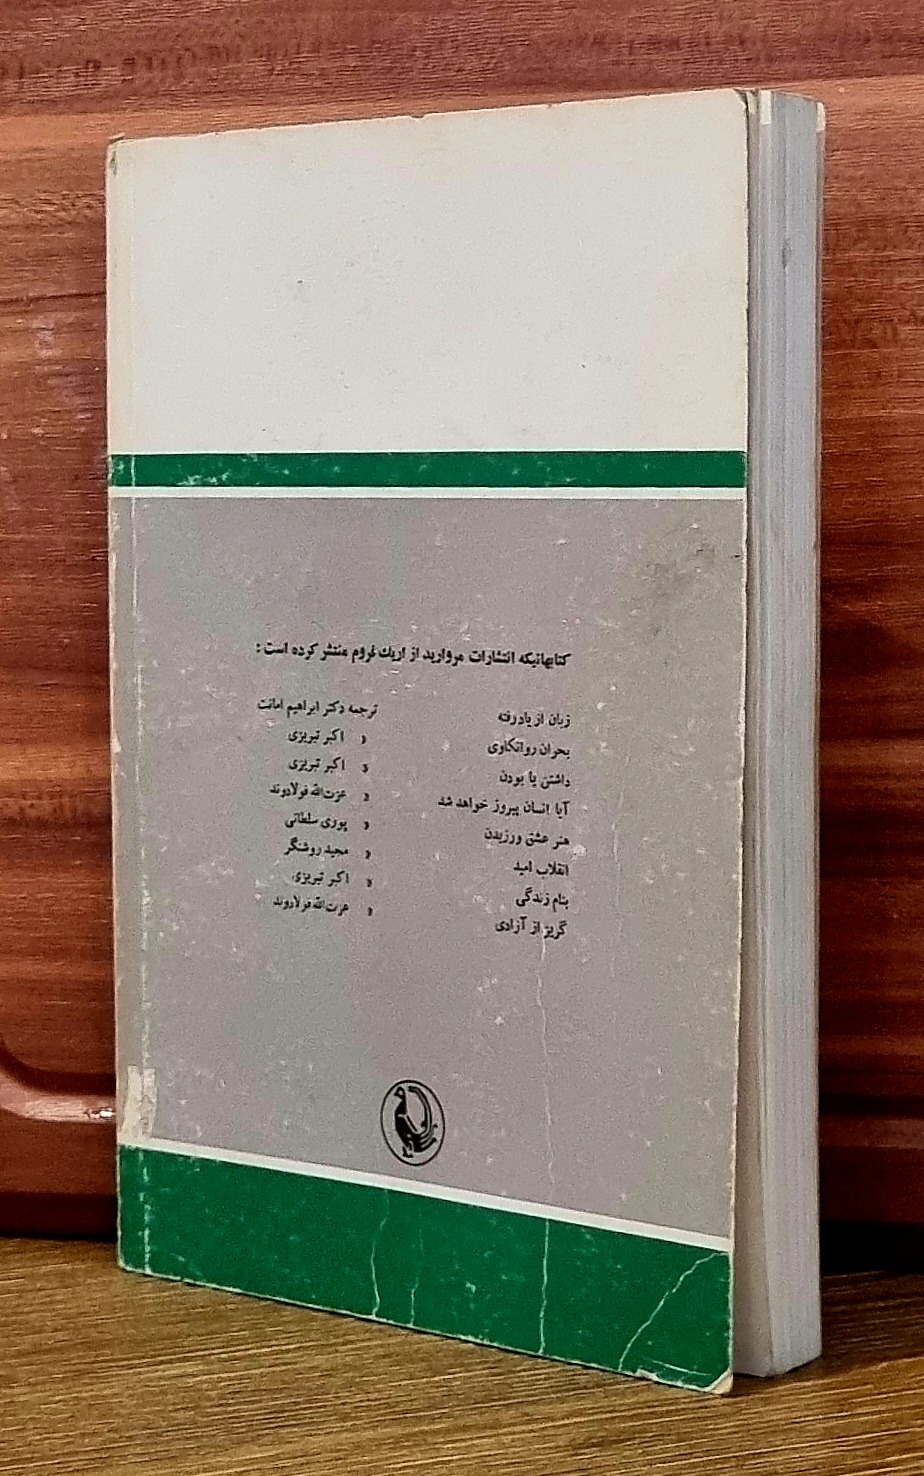 کتابهائیکه انتشارات مروارید از اریک فروم منتشر کرده است:
زبان از یاد رفته ترجمه دکتر ابراهیم امانت
بحران روانکاوی « اکبر تبریزی
داشتن یا بودن « اکبر تبریزی
آیا انسان پیروز خواهد شد « عزت‌الله فولادوند
هنر عشق ورزیدن « پوری سلطانی
انقلاب امید « مجید روشنگر
بنام زندگی « اکبر تبریزی
گریز از آزادی « عزت‌الله فولادوند